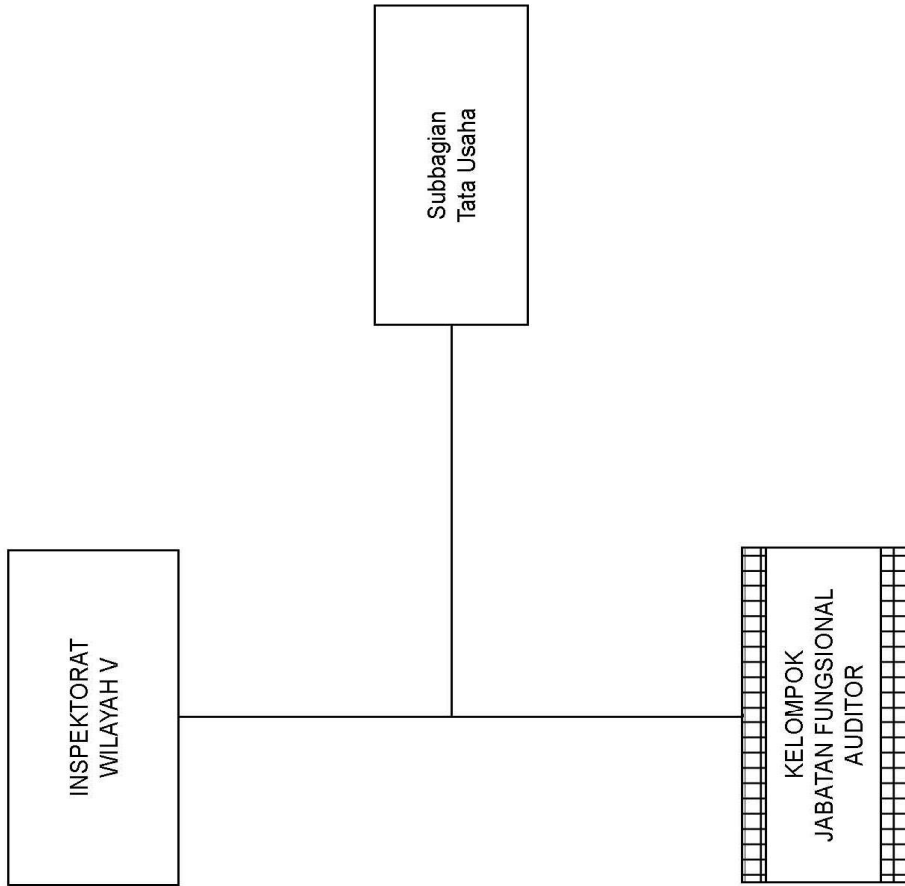 INSPEKTORAT
WILAYAH V
Subbagian
Tata Usaha
KELOMPOK
JABATAN FUNGSIONAL
AUDITOR